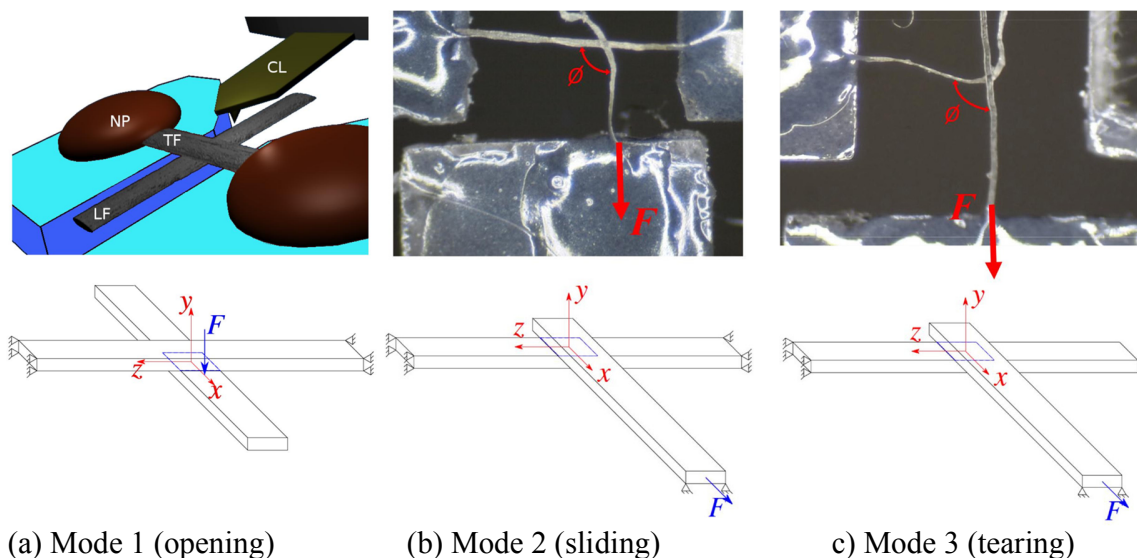 CL
NP
TF
LF
ø
F
ø
F
y
F
z
x
y
z
x
F
y
z
x
F
(a) Mode 1 (opening)
(b) Mode 2 (sliding)
c) Mode 3 (tearing)